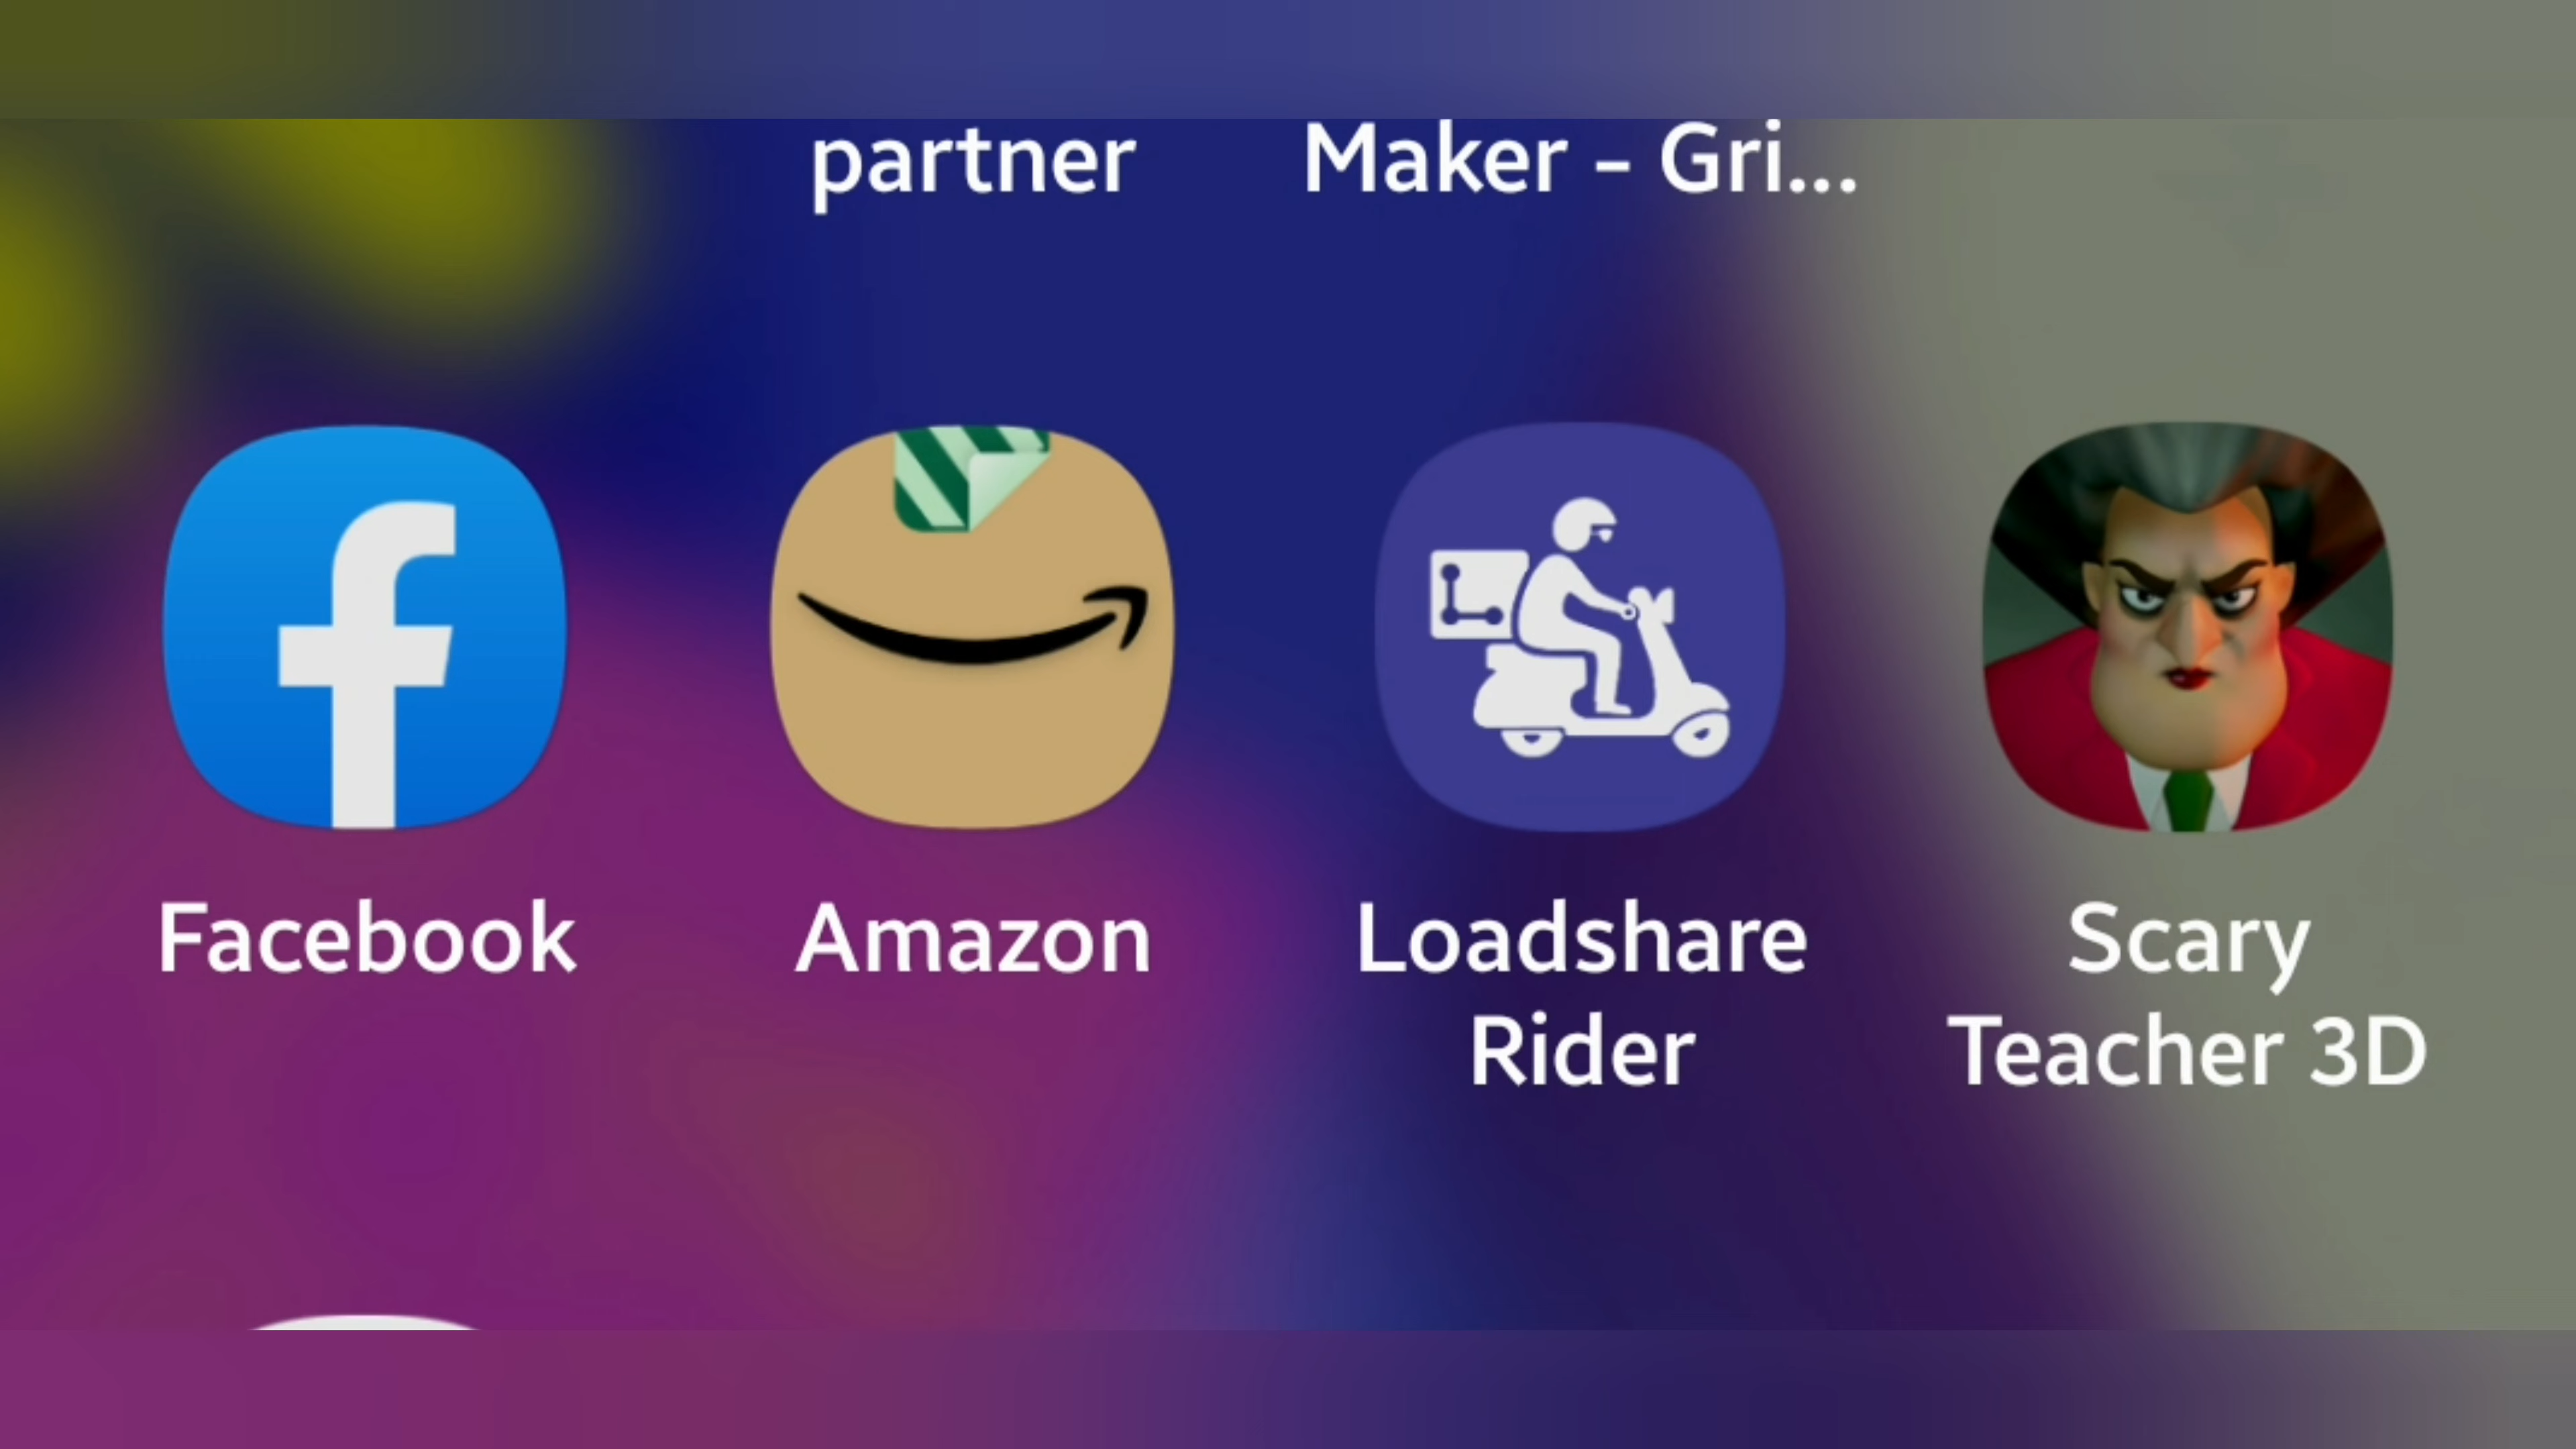 partner
Maker - Gri...
Facebook
Amazon
Loadshare
Rider
Scary
Teacher 3D